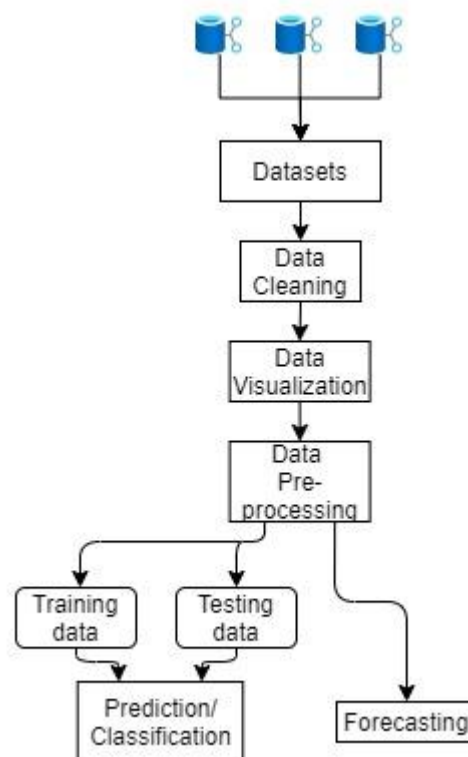 Datasets
Data
Cleaning
Data
Visualization
Data
Pre-
processing
Training
data
Testing
data
Prediction/
Classification
Forecasting